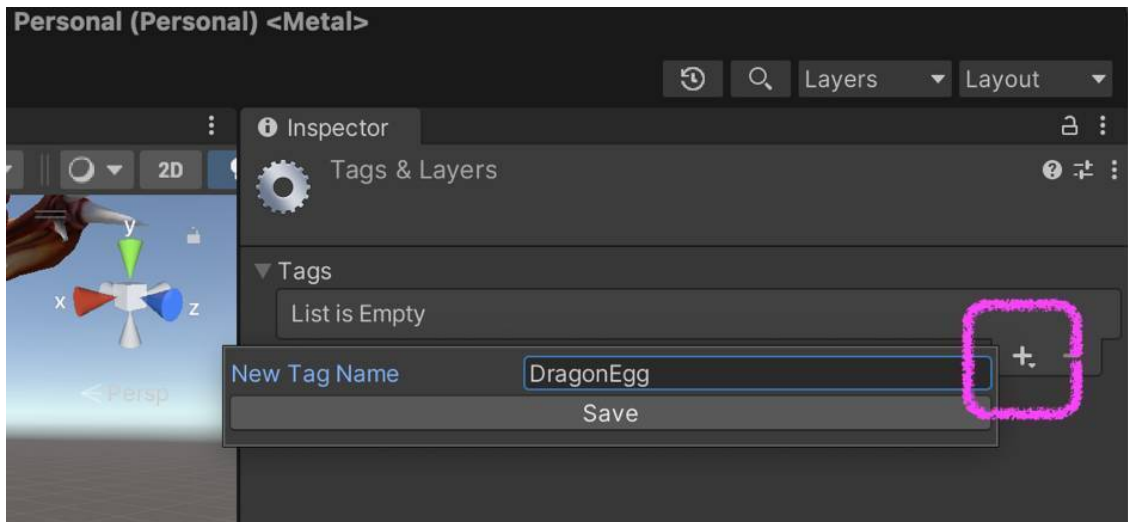 Personal (Personal) <Metal>
Layers
Layout
Inspector
2D
Tags & Layers
y
x
z
Persp
Tags
List is Empty
New Tag Name
DragonEgg
Save